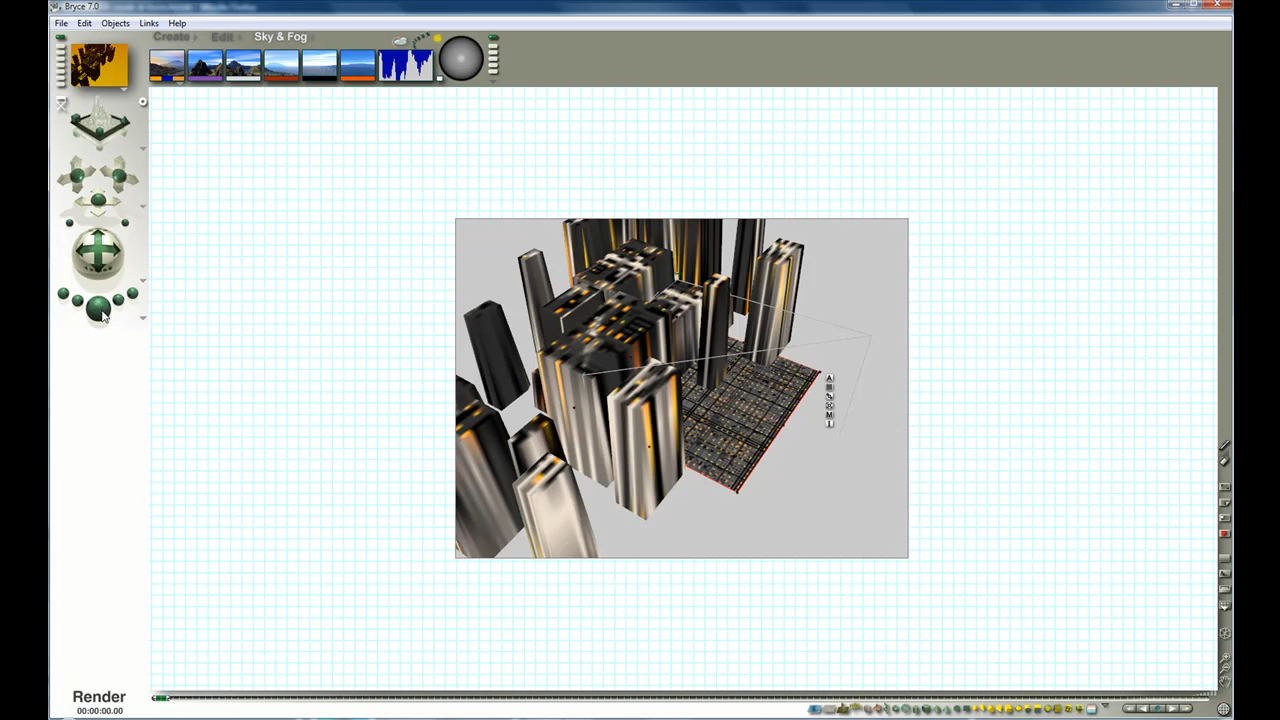 Bryce 7.0
File Edit Objects Links Help
Create Edit Sky & Fog
A
M
Render
00:00:00.00